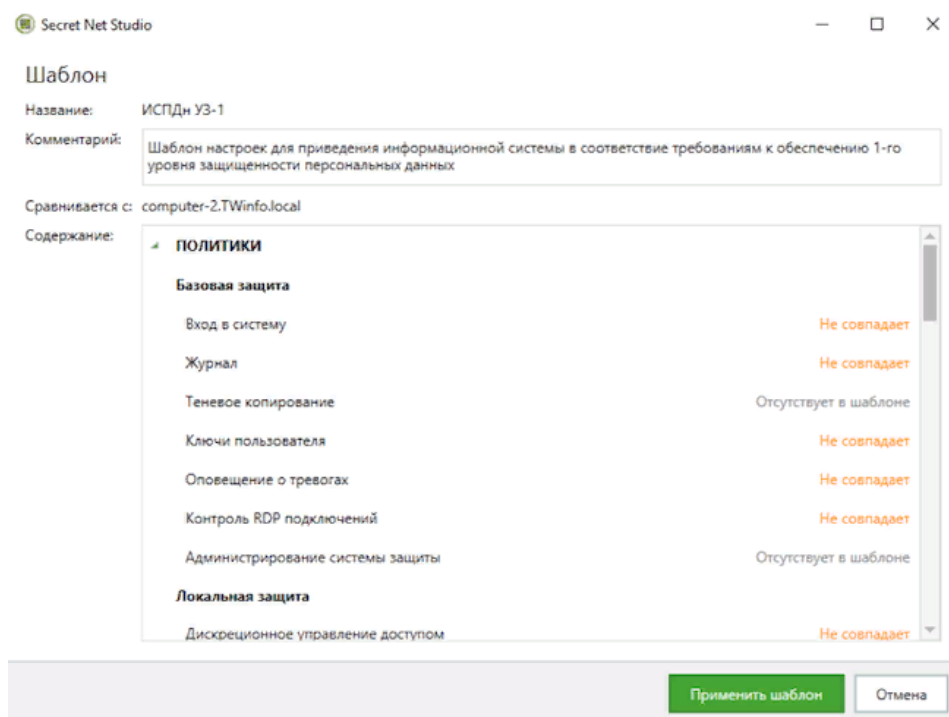 Secret Net Studio
Шаблон
Название: ИСПДн УЗ-1
Комментарий: Шаблон настроек для приведения информационной системы в соответствие требованиям к обеспечению 1-го
уровня защищенности персональных данных
Сравнивается с: computer-2.TWinfo.local
Содержание: ПОЛИТИКИ
Базовая защита
Вход в систему Не совпадает
Журнал Не совпадает
Теневое копирование Отсутствует в шаблоне
Ключи пользователя Не совпадает
Оповещение о тревогах Не совпадает
Контроль RDP подключений Не совпадает
Администрирование системы защиты Отсутствует в шаблоне
Локальная защита
Дискреционное управление доступом Не совпадает
Применить шаблон Отмена